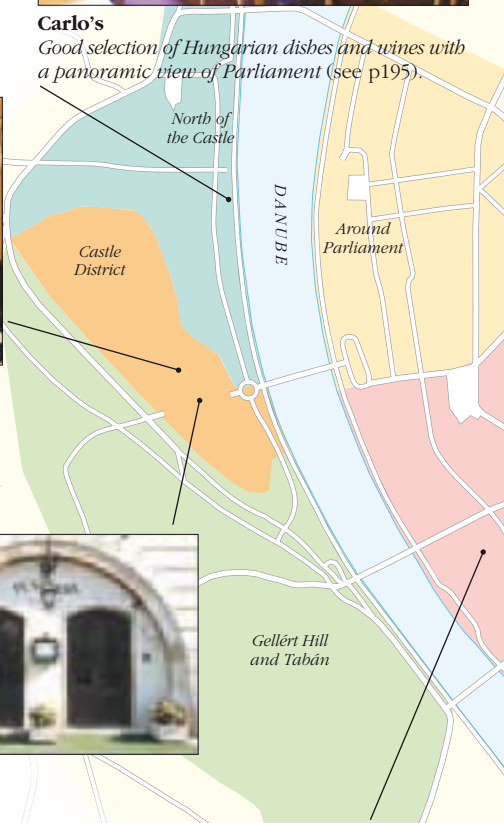 Carlo's
Good selection of Hungarian dishes and wines with
a panoramic view of Parliament (see p195).
North of
the Castle
DANUBE
Around
Parliament
Castle
District
Gellért Hill
and Tabán